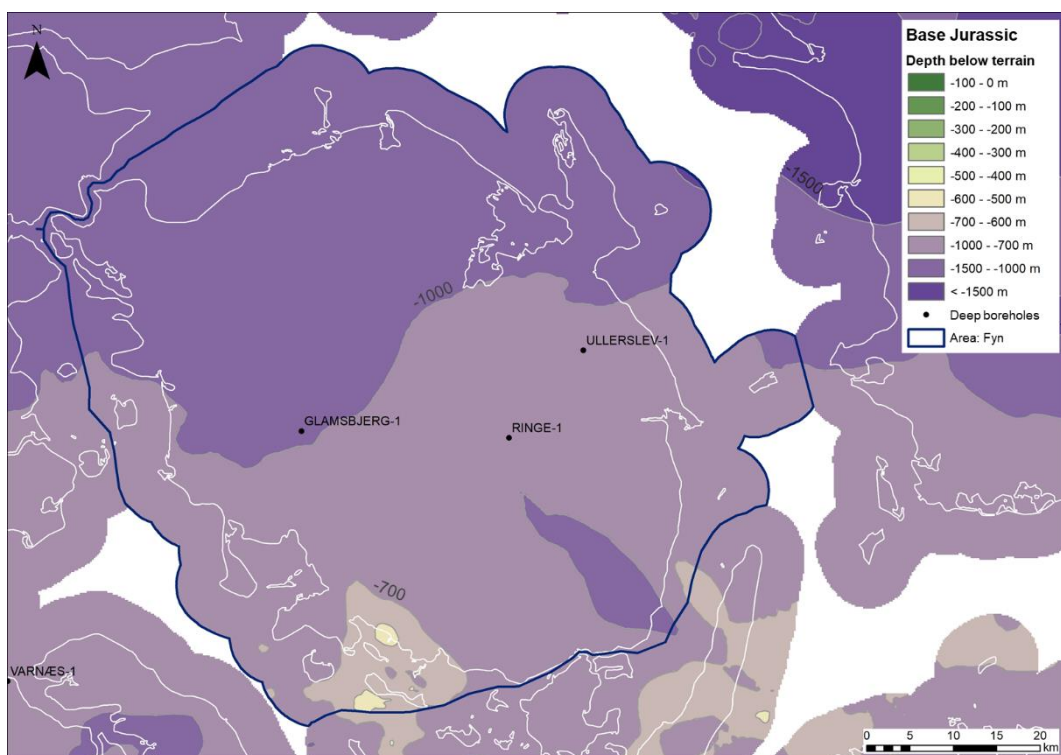 N
Base Jurassic
Depth below terrain
-100 - 0 m
-200 - -100 m
-300 - -200 m
-400 - -300 m
-500 - -400 m
-600 - -500 m
-700 - -600 m
-1000 - -700 m
-1500 - -1000 m
< -1500 m
Deep boreholes
Area: Fyn
-1500
-1000
ULLERSLEV-1
GLAMSBJERG-1
RINGE-1
-700
VARNÆS-1
0 5 10 15 20
km